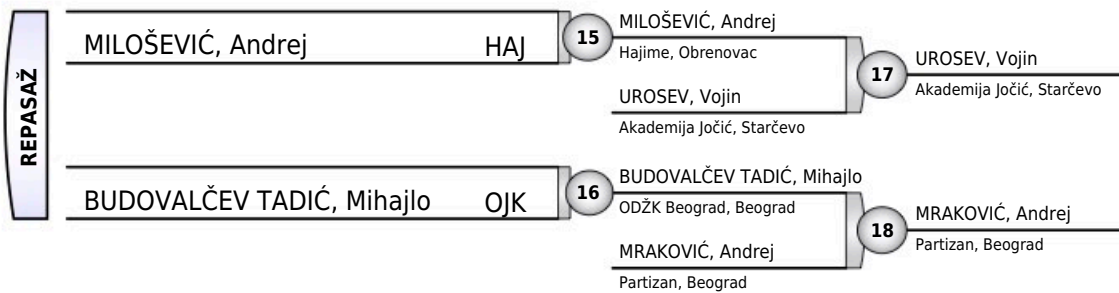 REPASAŽ
MILOŠEVIĆ, Andrej HAJ
15
MILOŠEVIĆ, Andrej
Hajime, Obrenovac
UROSEV, Vojin
Akademija Jočić, Starčevo
17
UROSEV, Vojin
Akademija Jočić, Starčevo
BUDOVALČEV TADIĆ, Mihajlo OJK
16
BUDOVALČEV TADIĆ, Mihajlo
ODŽK Beograd, Beograd
MRAKOVIĆ, Andrej
Partizan, Beograd
18
MRAKOVIĆ, Andrej
Partizan, Beograd